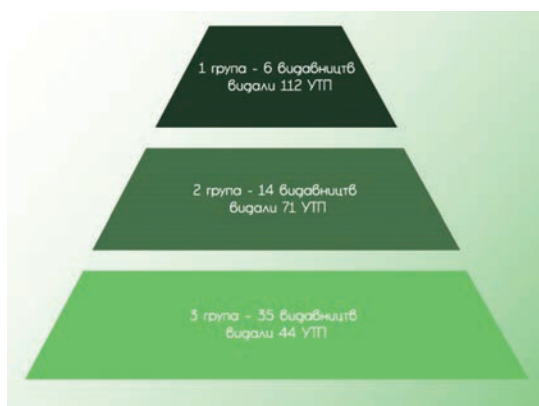 1 група - 6 видавництв
видали 112 УТП
2 група - 14 видавництв
видали 71 УТП
3 група - 35 видавництв
видали 44 УТП